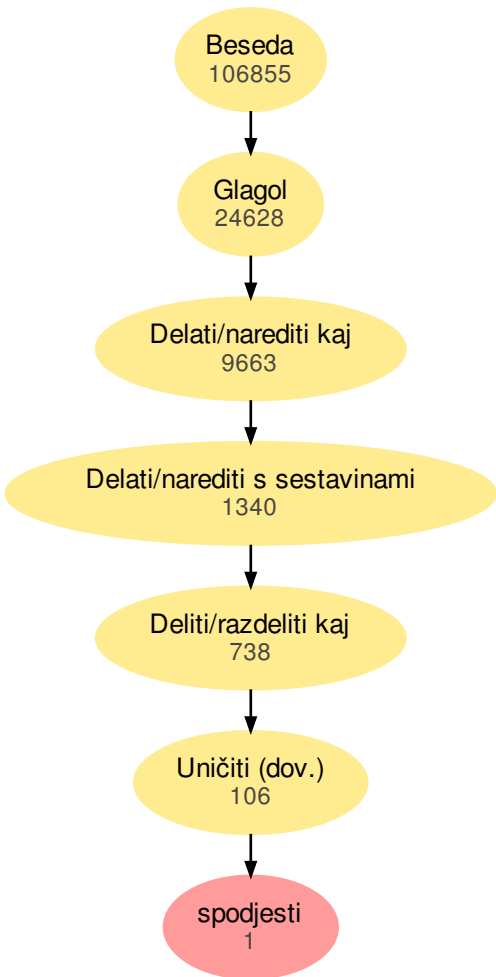 Beseda
106855
Glagol
24628
Delati/narediti kaj
9663
Delati/narediti s sestavinami
1340
Deliti/razdeliti kaj
738
Uničiti (dov.)
106
spodjesti
1